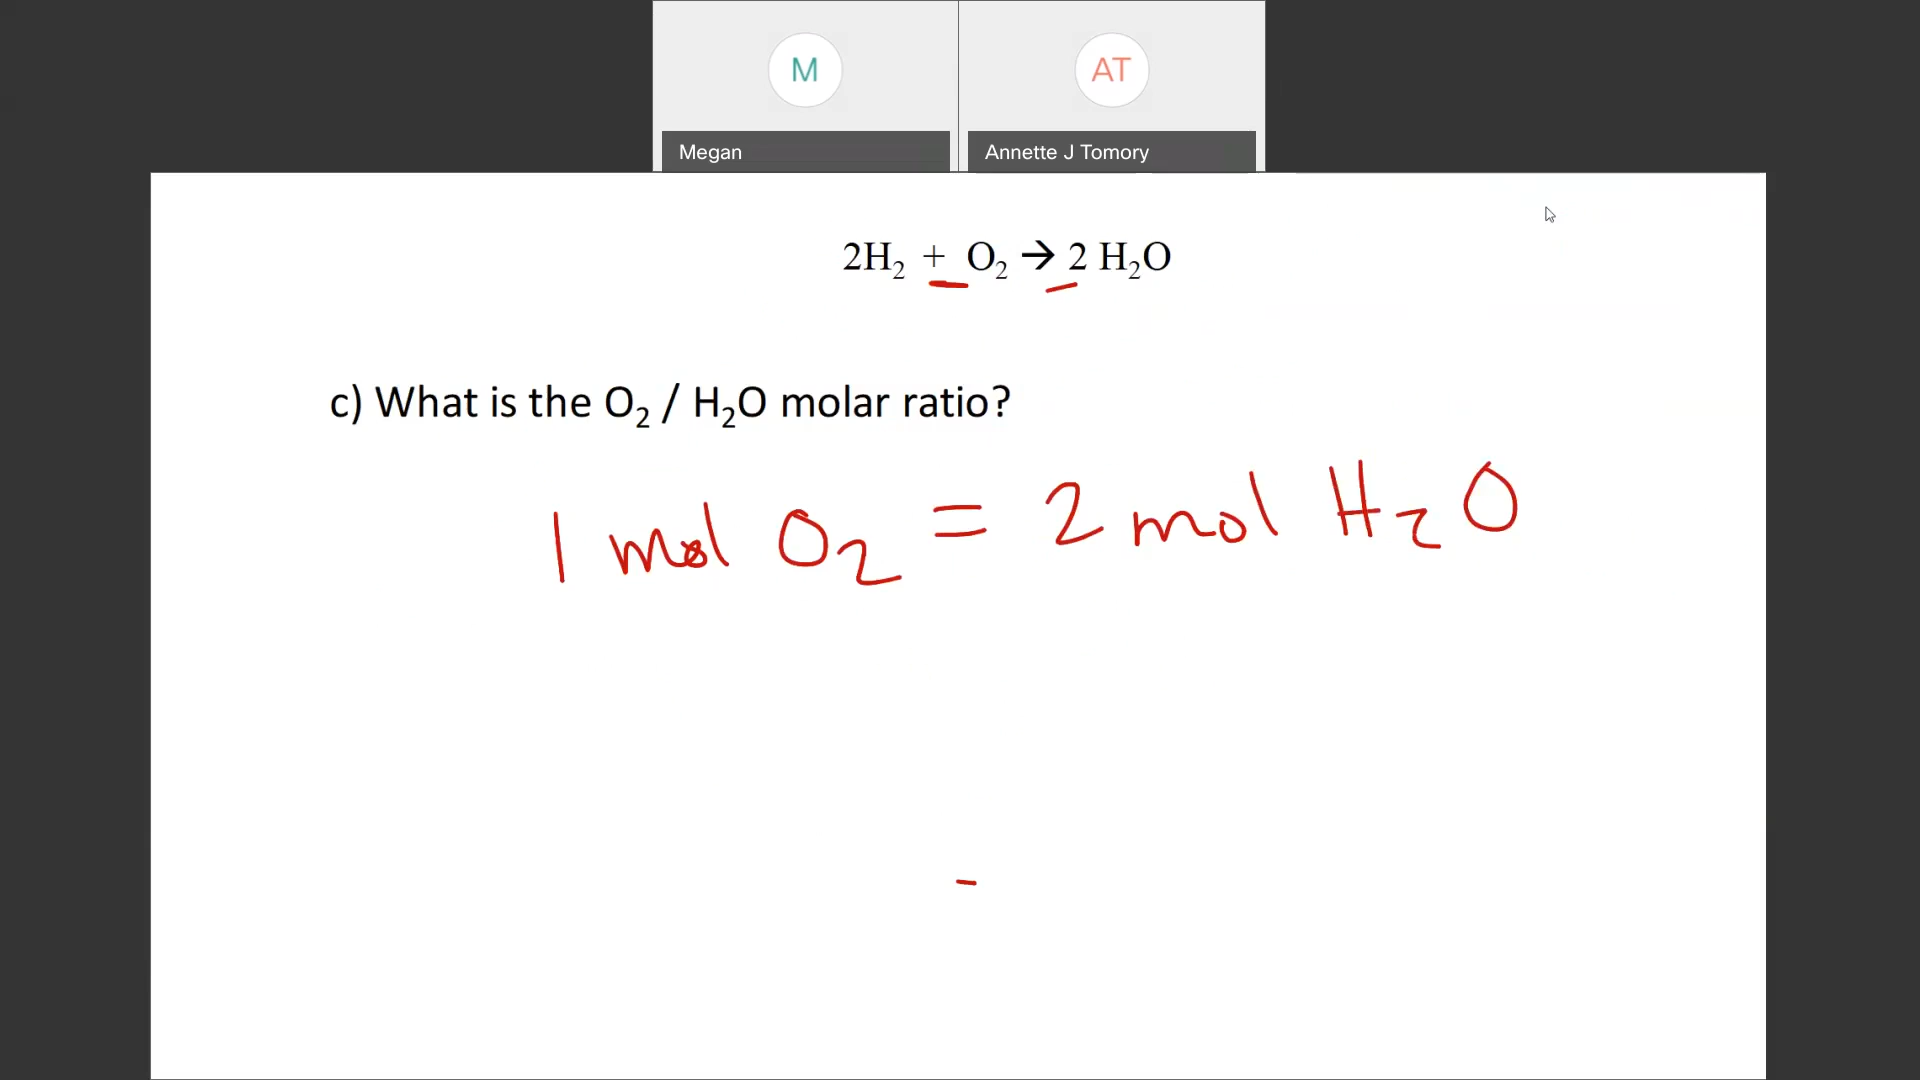 M AT
Megan Annette J Tomory
2H₂ + O₂ → 2 H₂O
c) What is the O₂ / H₂O molar ratio?
1 mol O₂ = 2 mol H₂O